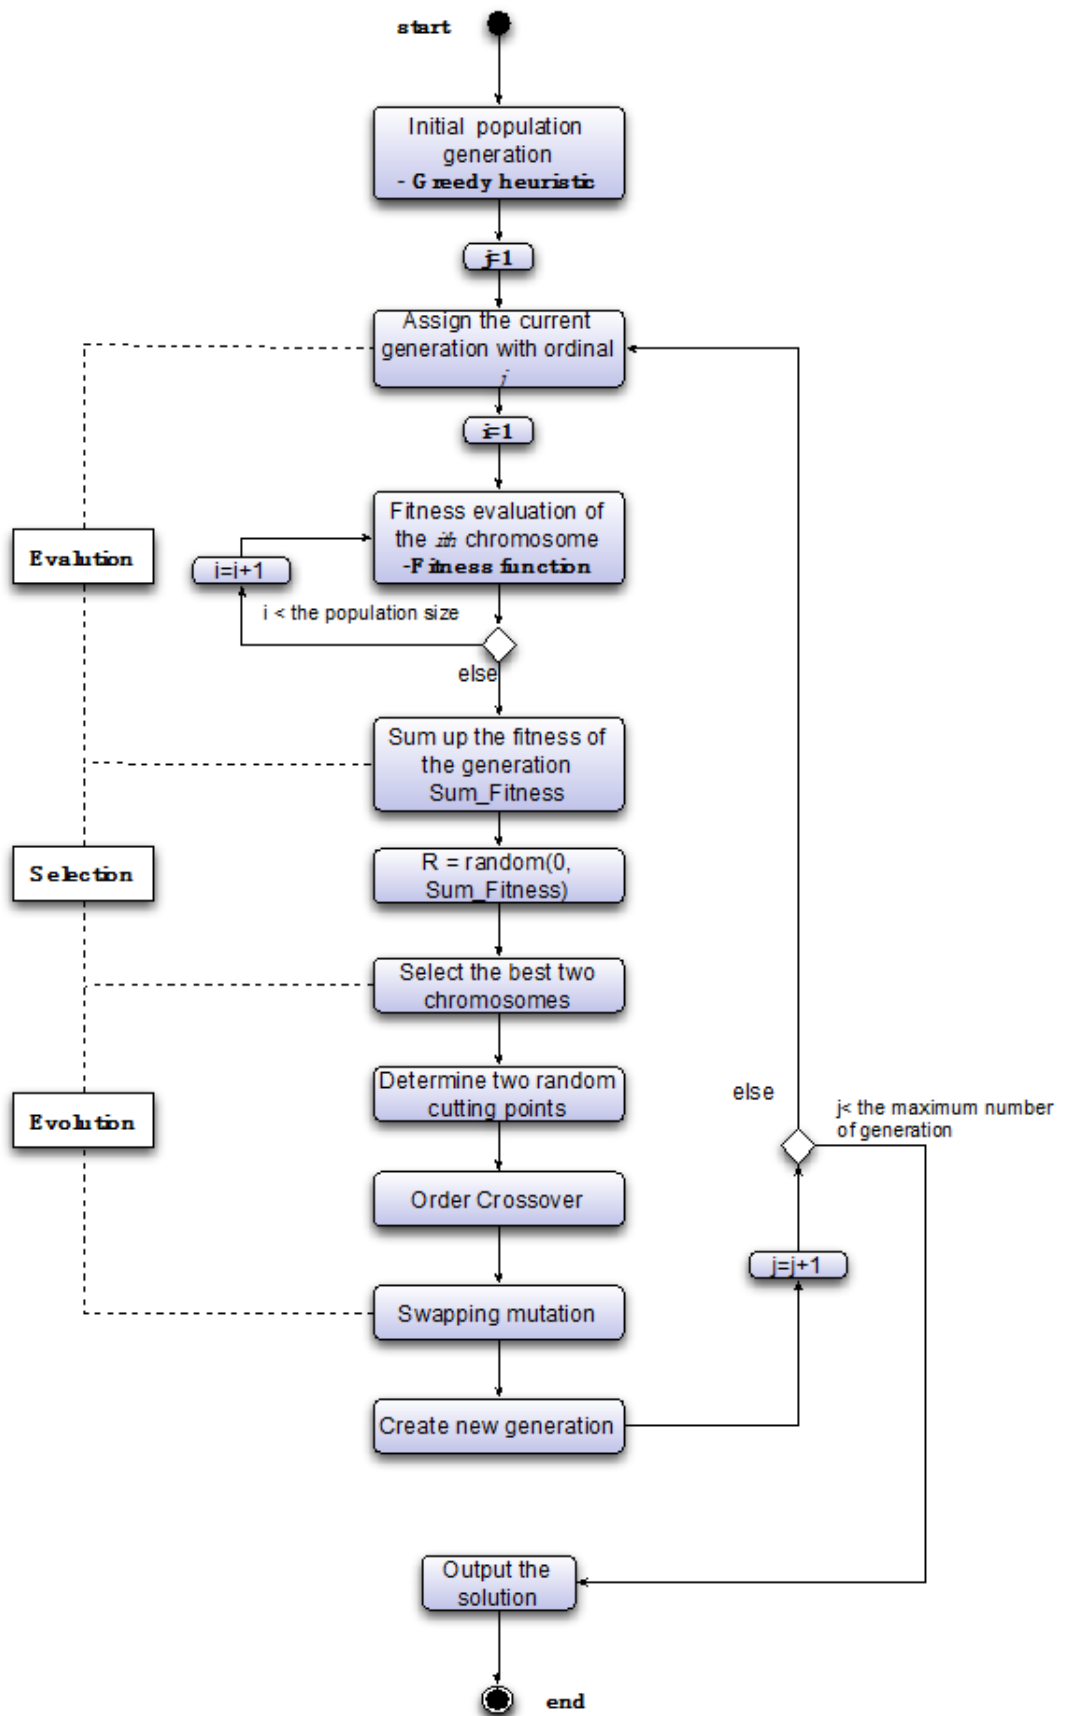 start
Initial population
generation
- Greedy heuristic
j=1
Assign the current
generation with ordinal
j
i=1
Fitness evaluation of
the ith chromosome
-Fitness function
Evalution
i=i+1
i < the population size
else
Sum up the fitness of
the generation
Sum_Fitness
R = random(0,
Sum_Fitness)
Selection
Select the best two
chromosomes
Determine two random
cutting points
Evolution
else
j< the maximum number
of generation
Order Crossover
j=j+1
Swapping mutation
Create new generation
Output the
solution
end